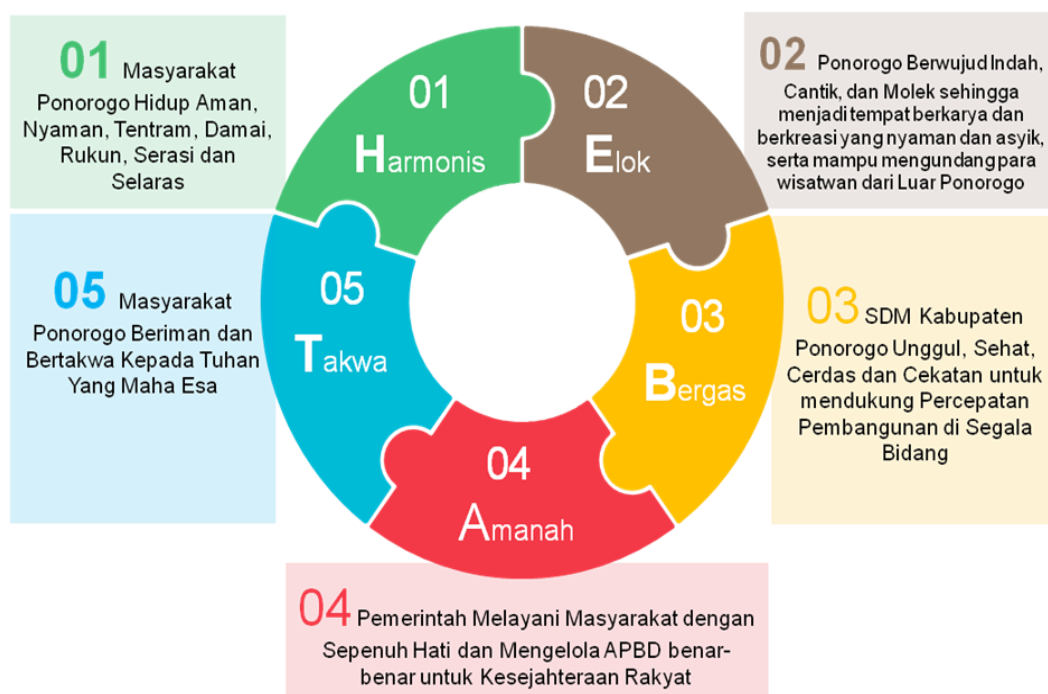 01 Masyarakat
Ponorogo Hidup Aman,
Nyaman, Tentram, Damai,
Rukun, Serasi dan
Selaras
01
Harmonis
02
Elok
02 Ponorogo Berwujud Indah,
Cantik, dan Molek sehingga
menjadi tempat berkarya dan
berkreasi yang nyaman dan asyik,
serta mampu mengundang para
wisatwan dari Luar Ponorogo
05 Masyarakat
Ponorogo Beriman dan
Bertakwa Kepada Tuhan
Yang Maha Esa
05
Takwa
03
Bergas
03 SDM Kabupaten
Ponorogo Unggul, Sehat,
Cerdas dan Cekatan untuk
mendukung Percepatan
Pembangunan di Segala
Bidang
04
Amanah
04 Pemerintah Melayani Masyarakat dengan
Sepenuh Hati dan Mengelola APBD benar-
benar untuk Kesejahteraan Rakyat